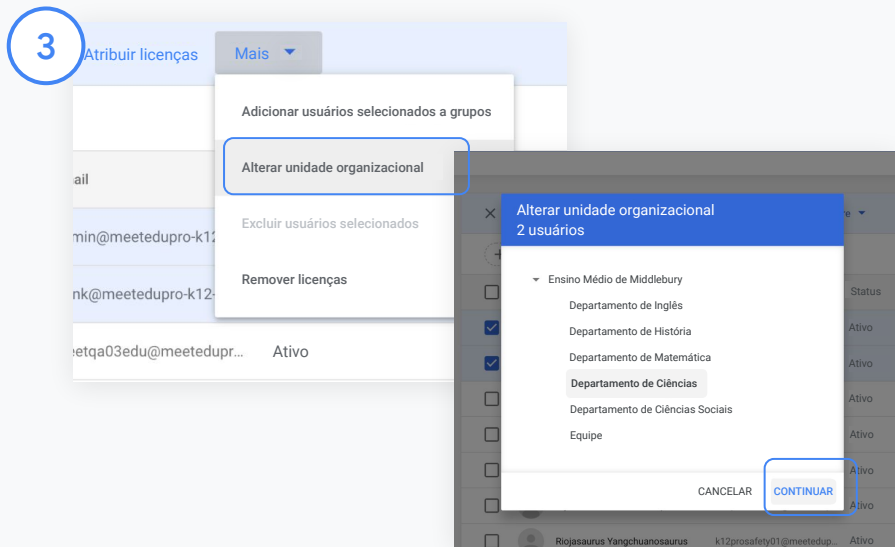 3
Atribuir licenças
Mais
Adicionar usuários selecionados a grupos
ail
Alterar unidade organizacional
min@meetedupro-k12
Excluir usuários selecionados
nk@meetedupro-k12-
Remover licenças
eetqa03edu@meetedupr... Ativo
Alterar unidade organizacional
2 usuários
re
Ensino Médio de Middlebury
Departamento de Inglês
Status
Departamento de História
Ativo
Departamento de Matemática
Ativo
Departamento de Ciências
Ativo
Departamento de Ciências Sociais
Equipe
Ativo
Ativo
CANCELAR
CONTINUAR
Ativo
Riojasaurus Yangchuanosaurus k12prosafety01@meetedup... Ativo